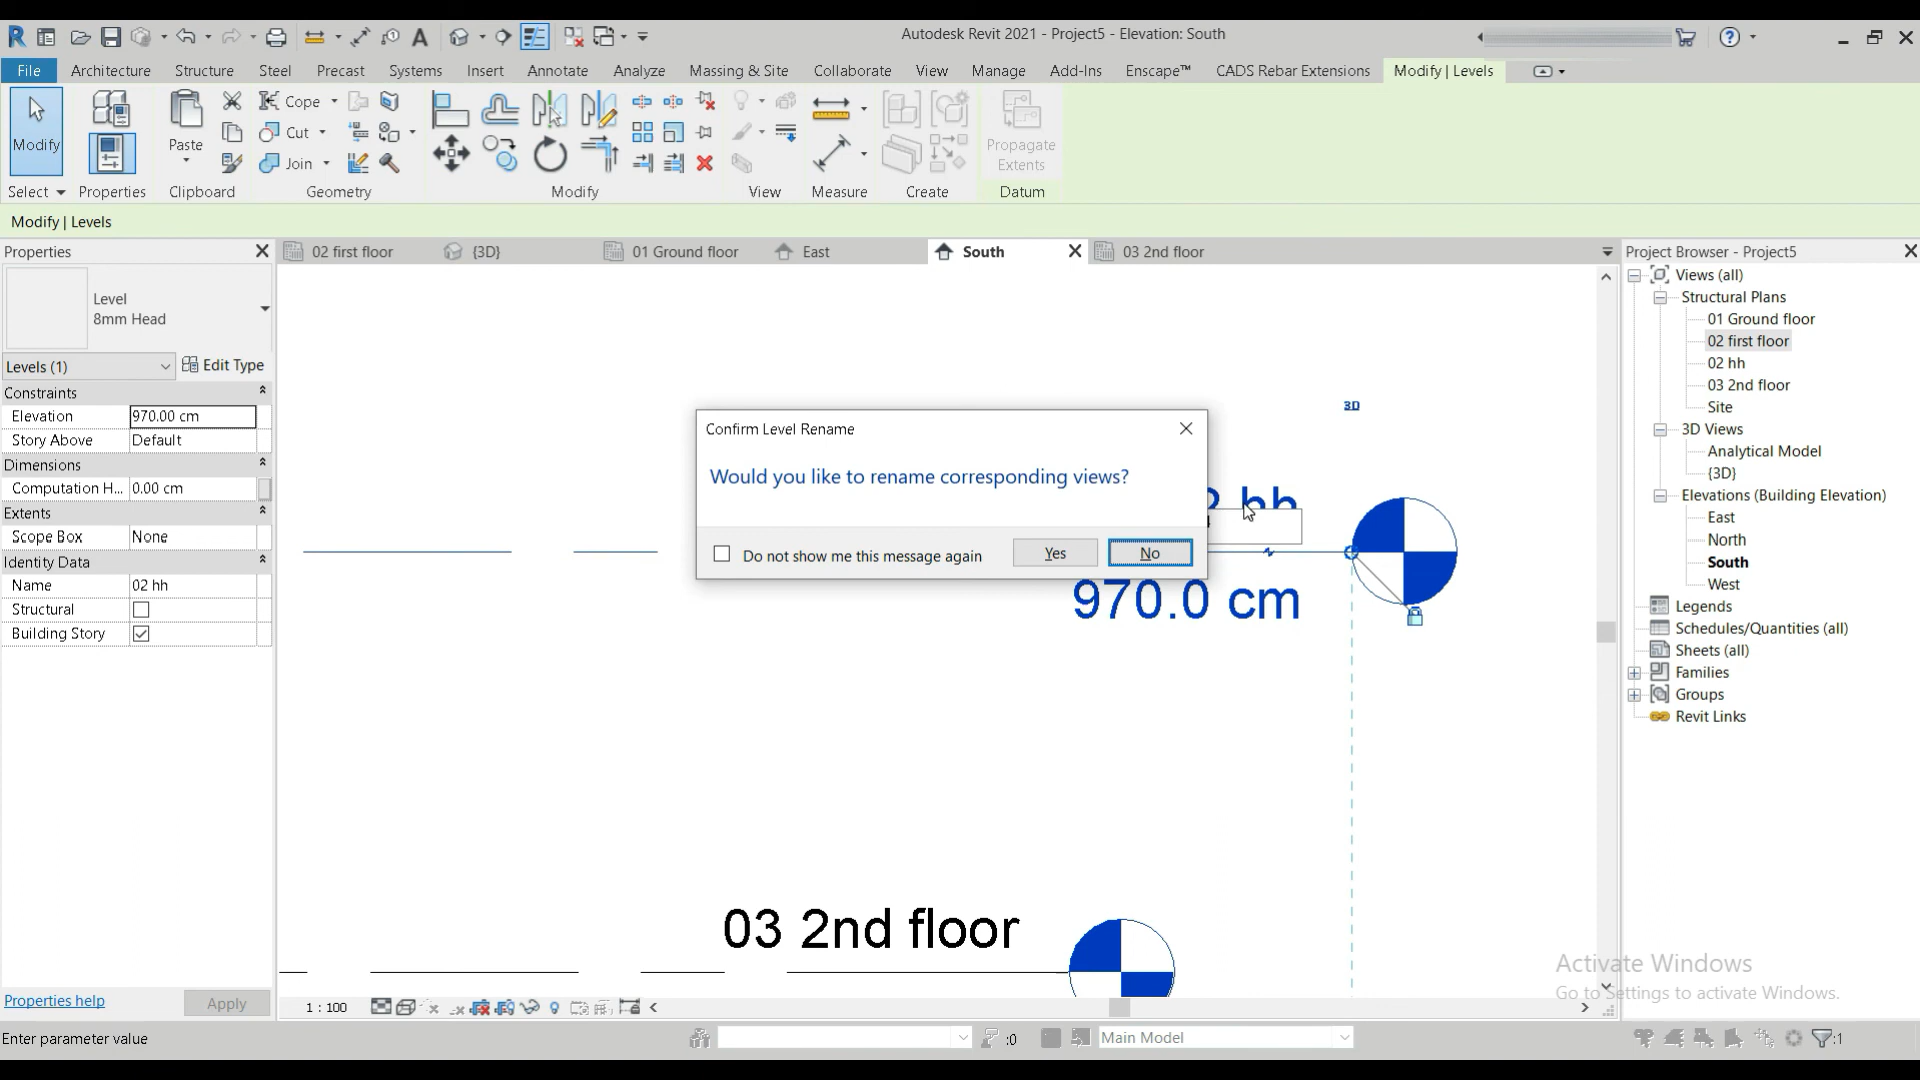 Autodesk Revit 2021 - Project5 - Elevation: South
File Architecture Structure Steel Precast Systems Insert Annotate Analyze Massing & Site Collaborate View Manage Add-Ins Enscape™ CADS Rebar Extensions Modify | Levels
Modify
Paste
Cope
Cut
Join
Propagate
Extents
Select Properties Clipboard Geometry Modify View Measure Create Datum
Modify | Levels
Properties
02 first floor {3D} 01 Ground floor East South 03 2nd floor
Project Browser - Project5
Level
8mm Head
Levels (1) Edit Type
Constraints
Elevation 970.00 cm
Story Above Default
Dimensions
Computation H... 0.00 cm
Extents
Scope Box None
Identity Data
Name 02 hh
Structural
Building Story
Properties help Apply
3D
Confirm Level Rename
Would you like to rename corresponding views?
Do not show me this message again Yes No
hh
970.0 cm
03 2nd floor
Views (all)
Structural Plans
01 Ground floor
02 first floor
02 hh
03 2nd floor
Site
3D Views
Analytical Model
{3D}
Elevations (Building Elevation)
East
North
South
West
Legends
Schedules/Quantities (all)
Sheets (all)
Families
Groups
Revit Links
Activate Windows
Go to Settings to activate Windows.
1 : 100
Enter parameter value
:0
Main Model
:1